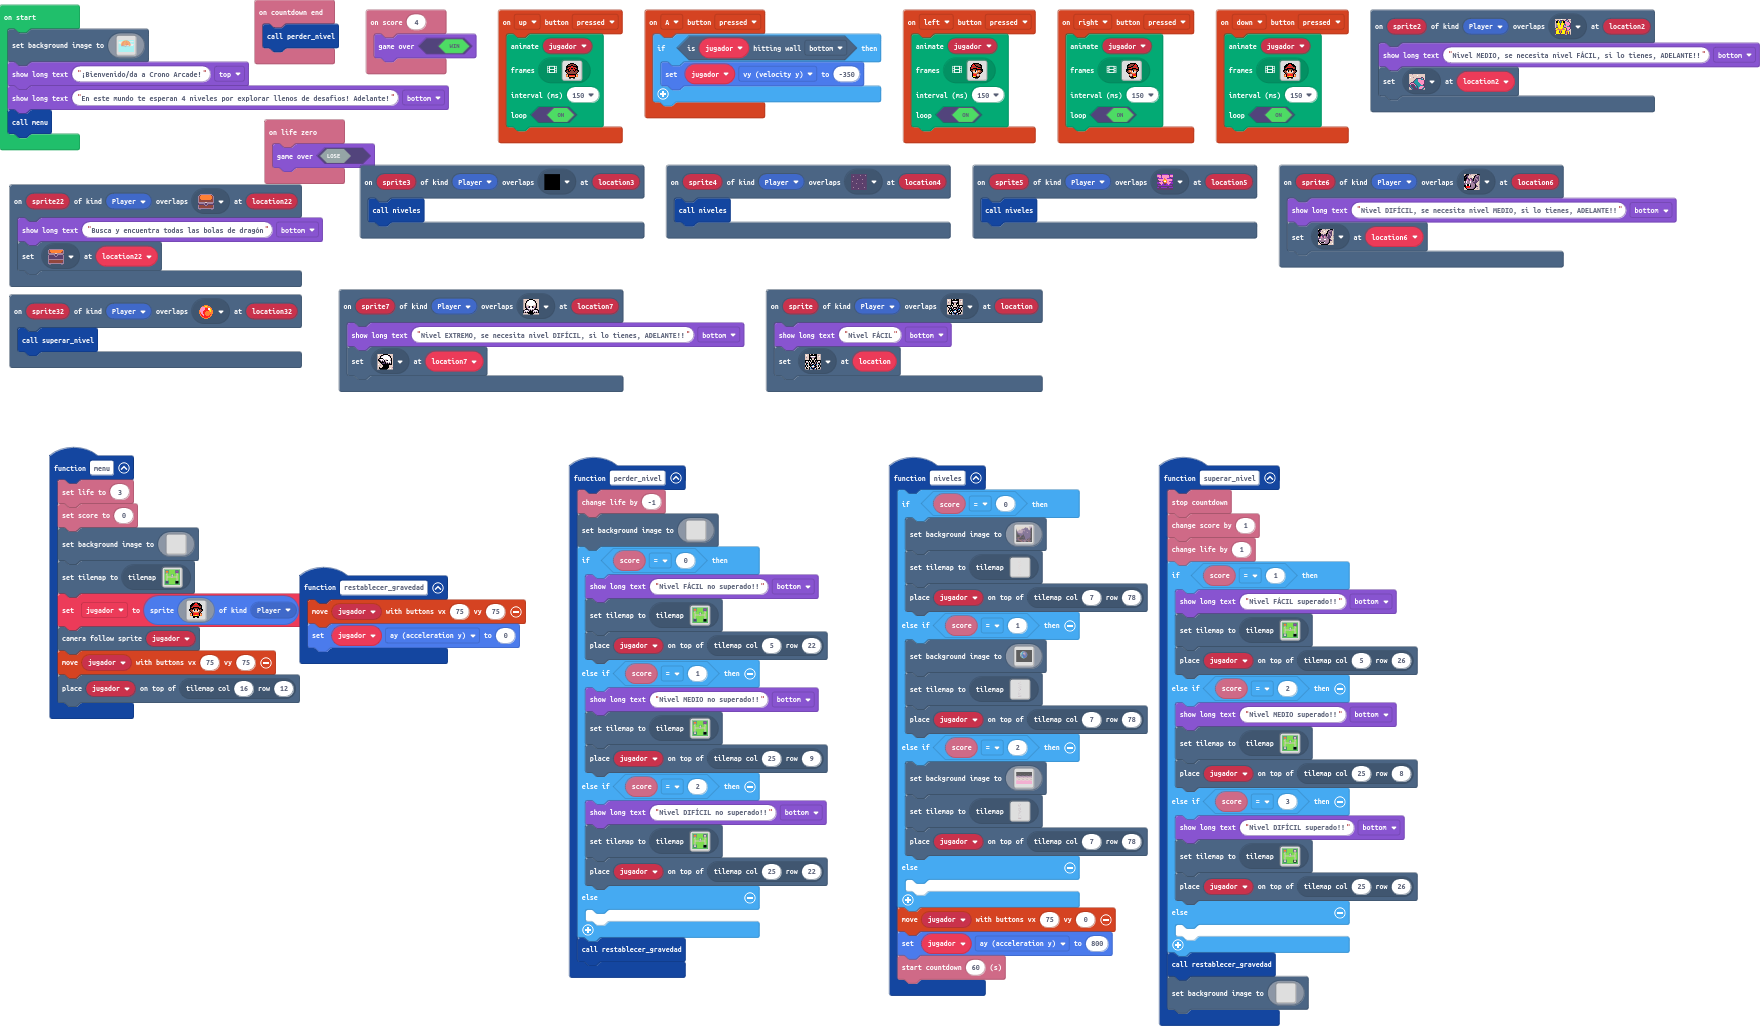 on start
set background image to
show long text "¡Bienvenido/da a Crono Arcade!" top
show long text "En este mundo te esperan 4 niveles por explorar llenos de desafios! Adelante!" bottom
call menu
on countdown end
call perder_nivel
on score 4
game over WIN
on life zero
game over LOSE
on up button pressed
animate jugador
frames
interval (ms) 150
loop ON
on A button pressed
if is jugador hitting wall bottom then
set jugador vy (velocity y) to -350
on left button pressed
animate jugador
frames
interval (ms) 150
loop ON
on right button pressed
animate jugador
frames
interval (ms) 150
loop ON
on down button pressed
animate jugador
frames
interval (ms) 150
loop ON
on sprite2 of kind Player overlaps at location2
show long text "Nivel MEDIO, se necesita nivel FÁCIL, si lo tienes, ADELANTE!!" bottom
set at location2
on sprite22 of kind Player overlaps at location22
show long text "Busca y encuentra todas las bolas de dragón" bottom
set at location22
on sprite3 of kind Player overlaps at location3
call niveles
on sprite4 of kind Player overlaps at location4
call niveles
on sprite5 of kind Player overlaps at location5
call niveles
on sprite6 of kind Player overlaps at location6
show long text "Nivel DIFÍCIL, se necesita nivel MEDIO, si lo tienes, ADELANTE!!" bottom
set at location6
on sprite32 of kind Player overlaps at location32
call superar_nivel
on sprite7 of kind Player overlaps at location7
show long text "Nivel EXTREMO, se necesita nivel DIFÍCIL, si lo tienes, ADELANTE!!" bottom
set at location7
on sprite of kind Player overlaps at location
show long text "Nivel FÁCIL" bottom
set at location
function menu
set life to 3
set score to 0
set background image to
set tilemap to tilemap
set jugador to sprite of kind Player
camera follow sprite jugador
move jugador with buttons vx 75 vy 75
place jugador on top of tilemap col 16 row 12
function restablecer_gravedad
move jugador with buttons vx 75 vy 75
set jugador ay (acceleration y) to 0
function perder_nivel
change life by -1
set background image to
if score = 0 then
show long text "Nivel FÁCIL no superado!!" bottom
set tilemap to tilemap
place jugador on top of tilemap col 5 row 22
else if score = 1 then
show long text "Nivel MEDIO no superado!!" bottom
set tilemap to tilemap
place jugador on top of tilemap col 25 row 9
else if score = 2 then
show long text "Nivel DIFÍCIL no superado!!" bottom
set tilemap to tilemap
place jugador on top of tilemap col 25 row 22
else
call restablecer_gravedad
function niveles
if score = 0 then
set background image to
set tilemap to tilemap
place jugador on top of tilemap col 7 row 78
else if score = 1 then
set background image to
set tilemap to tilemap
place jugador on top of tilemap col 7 row 78
else if score = 2 then
set background image to
set tilemap to tilemap
place jugador on top of tilemap col 7 row 78
else
move jugador with buttons vx 75 vy 0
set jugador ay (acceleration y) to 800
start countdown 60 (s)
function superar_nivel
stop countdown
change score by 1
change life by 1
if score = 1 then
show long text "Nivel FÁCIL superado!!" bottom
set tilemap to tilemap
place jugador on top of tilemap col 5 row 26
else if score = 2 then
show long text "Nivel MEDIO superado!!" bottom
set tilemap to tilemap
place jugador on top of tilemap col 25 row 8
else if score = 3 then
show long text "Nivel DIFÍCIL superado!!" bottom
set tilemap to tilemap
place jugador on top of tilemap col 25 row 26
else
call restablecer_gravedad
set background image to